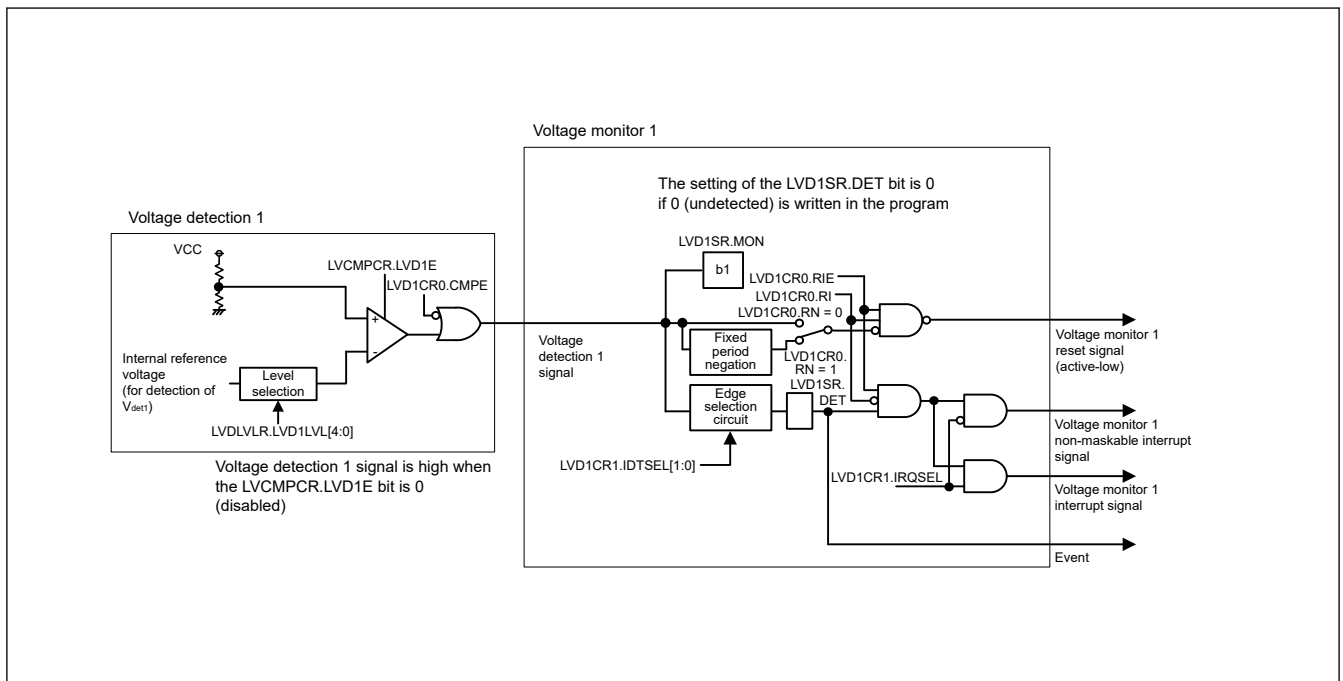 Voltage monitor 1
The setting of the LVD1SR.DET bit is 0
if 0 (undetected) is written in the program
Voltage detection 1
VCC
LVCMPCR.LVD1E
LVD1CR0.CMPE
Internal reference
voltage
(for detection of
Vdet1)
Level
selection
LVDLVLR.LVD1LVL[4:0]
Voltage detection 1 signal is high when
the LVCMPCR.LVD1E bit is 0
(disabled)
+
-
Voltage
detection 1
signal
LVD1SR.MON
b1
LVD1CR0.RIE
LVD1CR0.RI
LVD1CR0.RN = 0
Fixed
period
negation
LVD1CR0.
RN = 1
LVD1SR.
DET
Edge
selection
circuit
LVD1CR1.IDTSEL[1:0]
LVD1CR1.IRQSEL
Voltage monitor 1
reset signal
(active-low)
Voltage monitor 1
non-maskable interrupt
signal
Voltage monitor 1
interrupt signal
Event